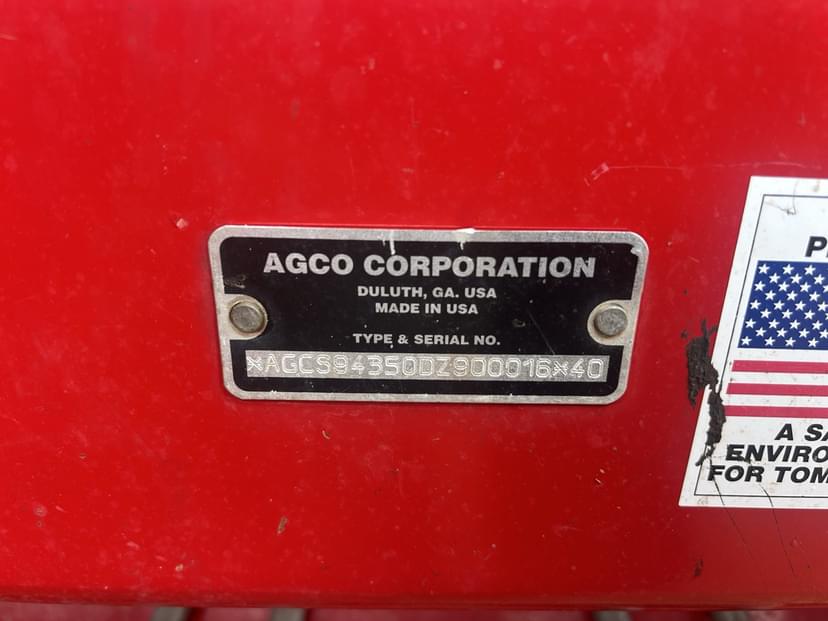 AGCO CORPORATION
DULUTH, GA. USA
MADE IN USA
TYPE & SERIAL NO.
*AGCS94350DZ900016*40
P
A SA
ENVIRO
FOR TOM